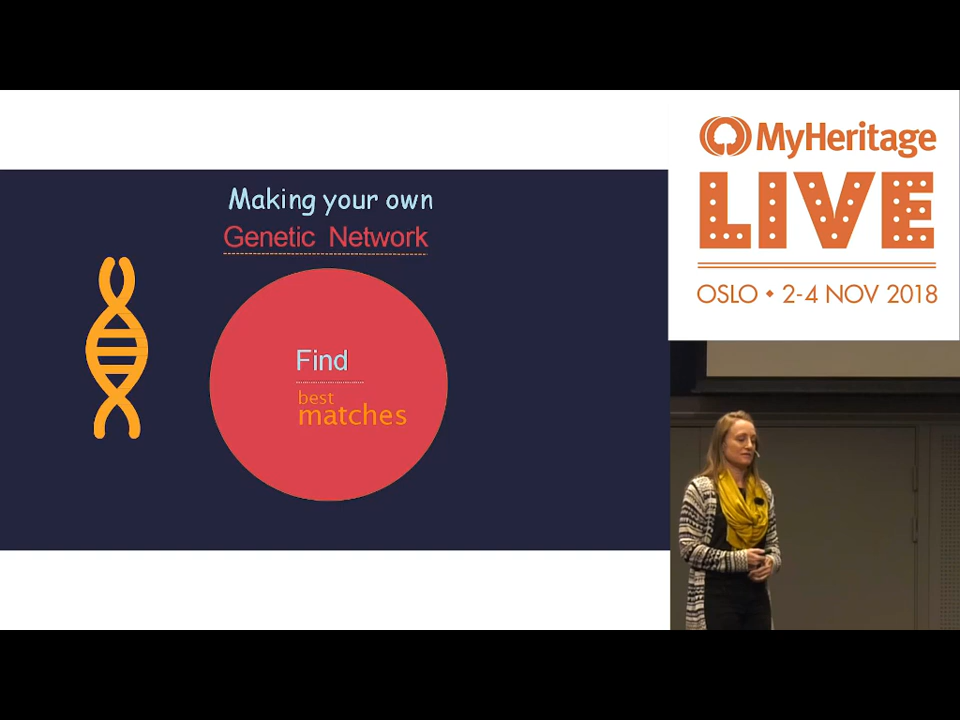 Making your own
Genetic Network
Find
best
matches
MyHeritage
LIVE
OSLO • 2-4 NOV 2018